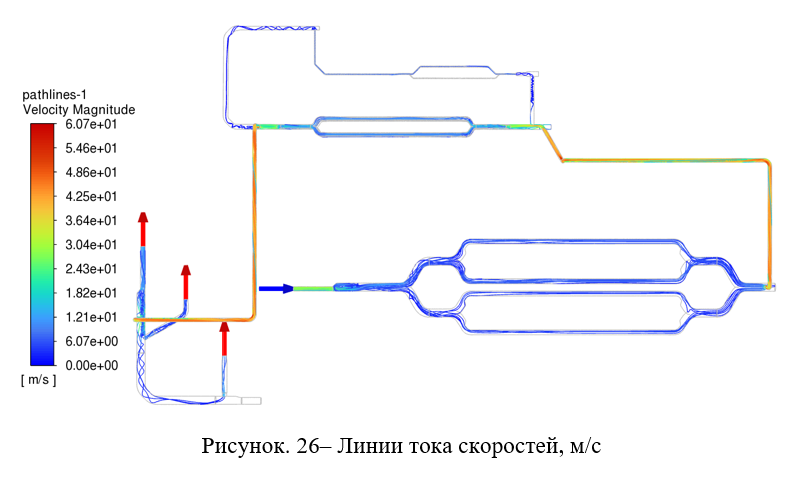 pathlines-1
Velocity Magnitude
6.07e+01
5.46e+01
4.86e+01
4.25e+01
3.64e+01
3.04e+01
2.43e+01
1.82e+01
1.21e+01
6.07e+00
0.00e+00
[ m/s ]
Рисунок. 26– Линии тока скоростей, м/с